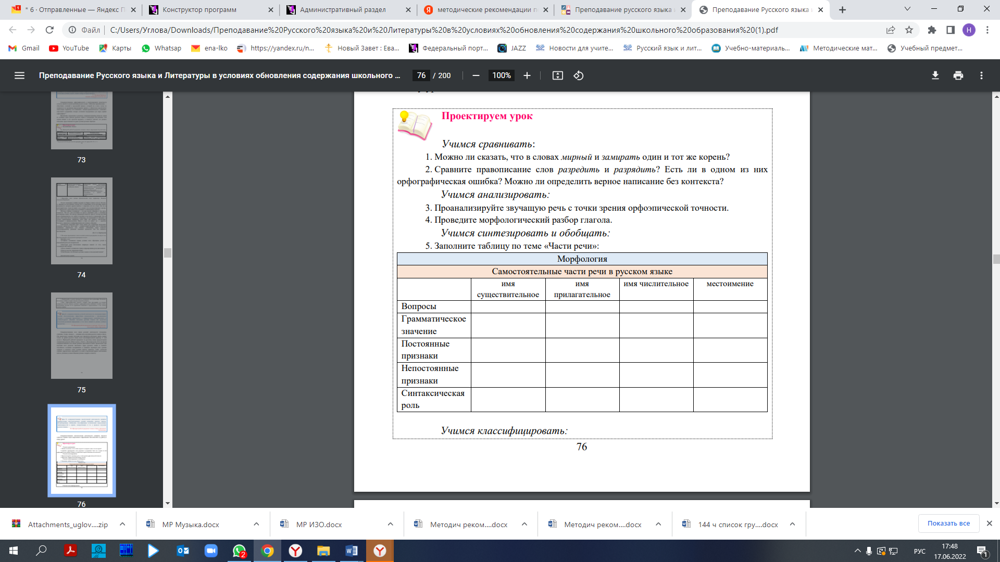 * 6 · Отправленные — Яндекс П
Конструктор программ
Административный раздел
методические рекомендации п
Преподавание русского языка и
Преподавание Русского языка и
Файл
C:/Users/Углова/Downloads/Преподавание%20Русского%20языка%20и%20Литературы%20в%20условиях%20обновления%20содержания%20школьного%20образования%20(1).pdf
Н
Gmail
YouTube
Карты
Whatsap
ena-lko
https://yandex.ru/n...
Новый Завет : Ева...
Федеральный порт...
JAZZ
Новости для учите...
Русский язык и лит...
Учебно-материаль...
Методические мат...
Учебный предмет...
Преподавание Русского языка и Литературы в условиях обновления содержания школьного ...
76 / 200
100%
73
74
75
76
Проектируем урок
Учимся сравнивать:
1. Можно ли сказать, что в словах мирный и замирать один и тот же корень?
2. Сравните правописание слов разредить и разрядить? Есть ли в одном из них
орфографическая ошибка? Можно ли определить верное написание без контекста?
Учимся анализировать:
3. Проанализируйте звучащую речь с точки зрения орфоэпической точности.
4. Проведите морфологический разбор глагола.
Учимся синтезировать и обобщать:
5. Заполните таблицу по теме «Части речи»:
Морфология
Самостоятельные части речи в русском языке
имя
существительное
имя
прилагательное
имя числительное
местоимение
Вопросы
Грамматическое
значение
Постоянные
признаки
Непостоянные
признаки
Синтаксическая
роль
Учимся классифицировать:
76
Attachments_uglov....zip
МР Музыка.docx
МР ИЗО.docx
Методич реком....docx
Методич реком....docx
144 ч список гру....docx
Показать все
2
РУС
17:48
17.06.2022
1